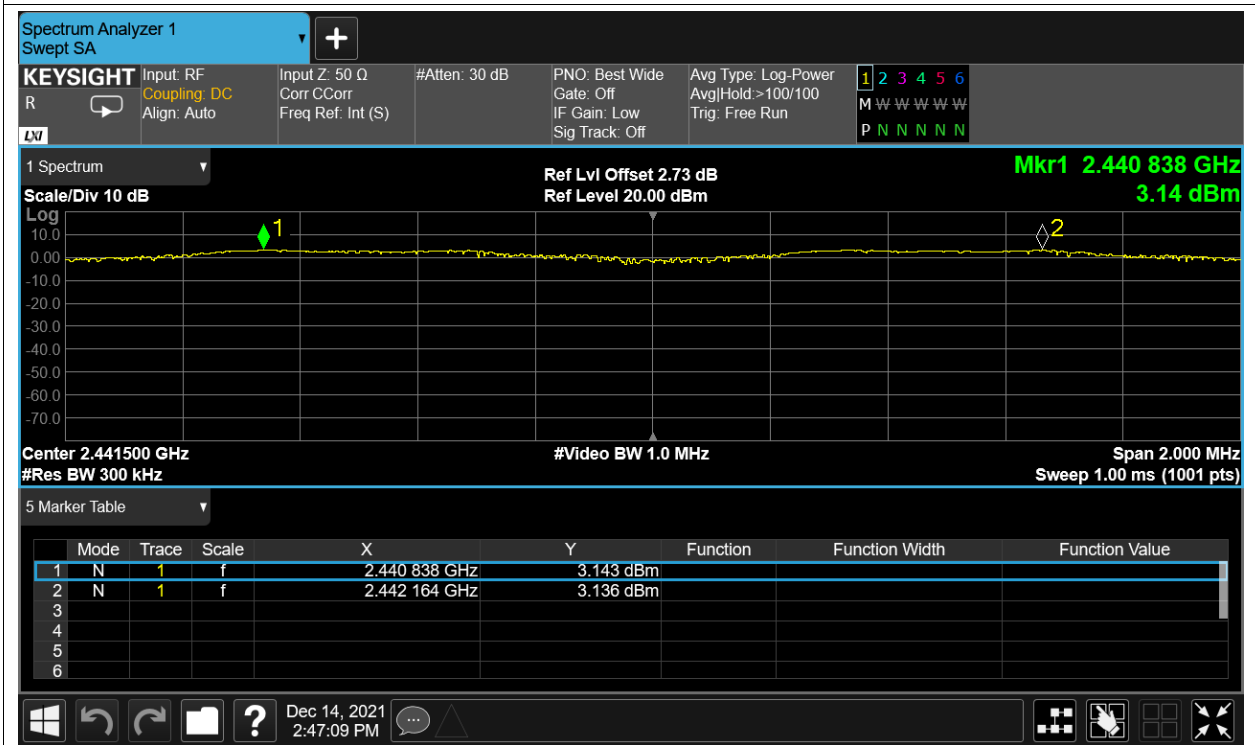 Spectrum Analyzer 1
Swept SA
KEYSIGHT
R
LXI
Input: RF
Coupling: DC
Align: Auto
Input Z: 50 Ω
Corr CCorr
Freq Ref: Int (S)
#Atten: 30 dB
PNO: Best Wide
Gate: Off
IF Gain: Low
Sig Track: Off
Avg Type: Log-Power
Avg|Hold:>100/100
Trig: Free Run
1 2 3 4 5 6
M W W W W W
P N N N N N
1 Spectrum
Scale/Div 10 dB
Ref Lvl Offset 2.73 dB
Ref Level 20.00 dBm
Mkr1 2.440 838 GHz
3.14 dBm
Log
10.0
0.00
-10.0
-20.0
-30.0
-40.0
-50.0
-60.0
-70.0
1
2
Center 2.441500 GHz
#Res BW 300 kHz
#Video BW 1.0 MHz
Span 2.000 MHz
Sweep 1.00 ms (1001 pts)
5 Marker Table
Mode Trace Scale X Y Function Function Width Function Value
1 N 1 f 2.440 838 GHz 3.143 dBm
2 N 1 f 2.442 164 GHz 3.136 dBm
3
4
5
6
?
Dec 14, 2021
2:47:09 PM